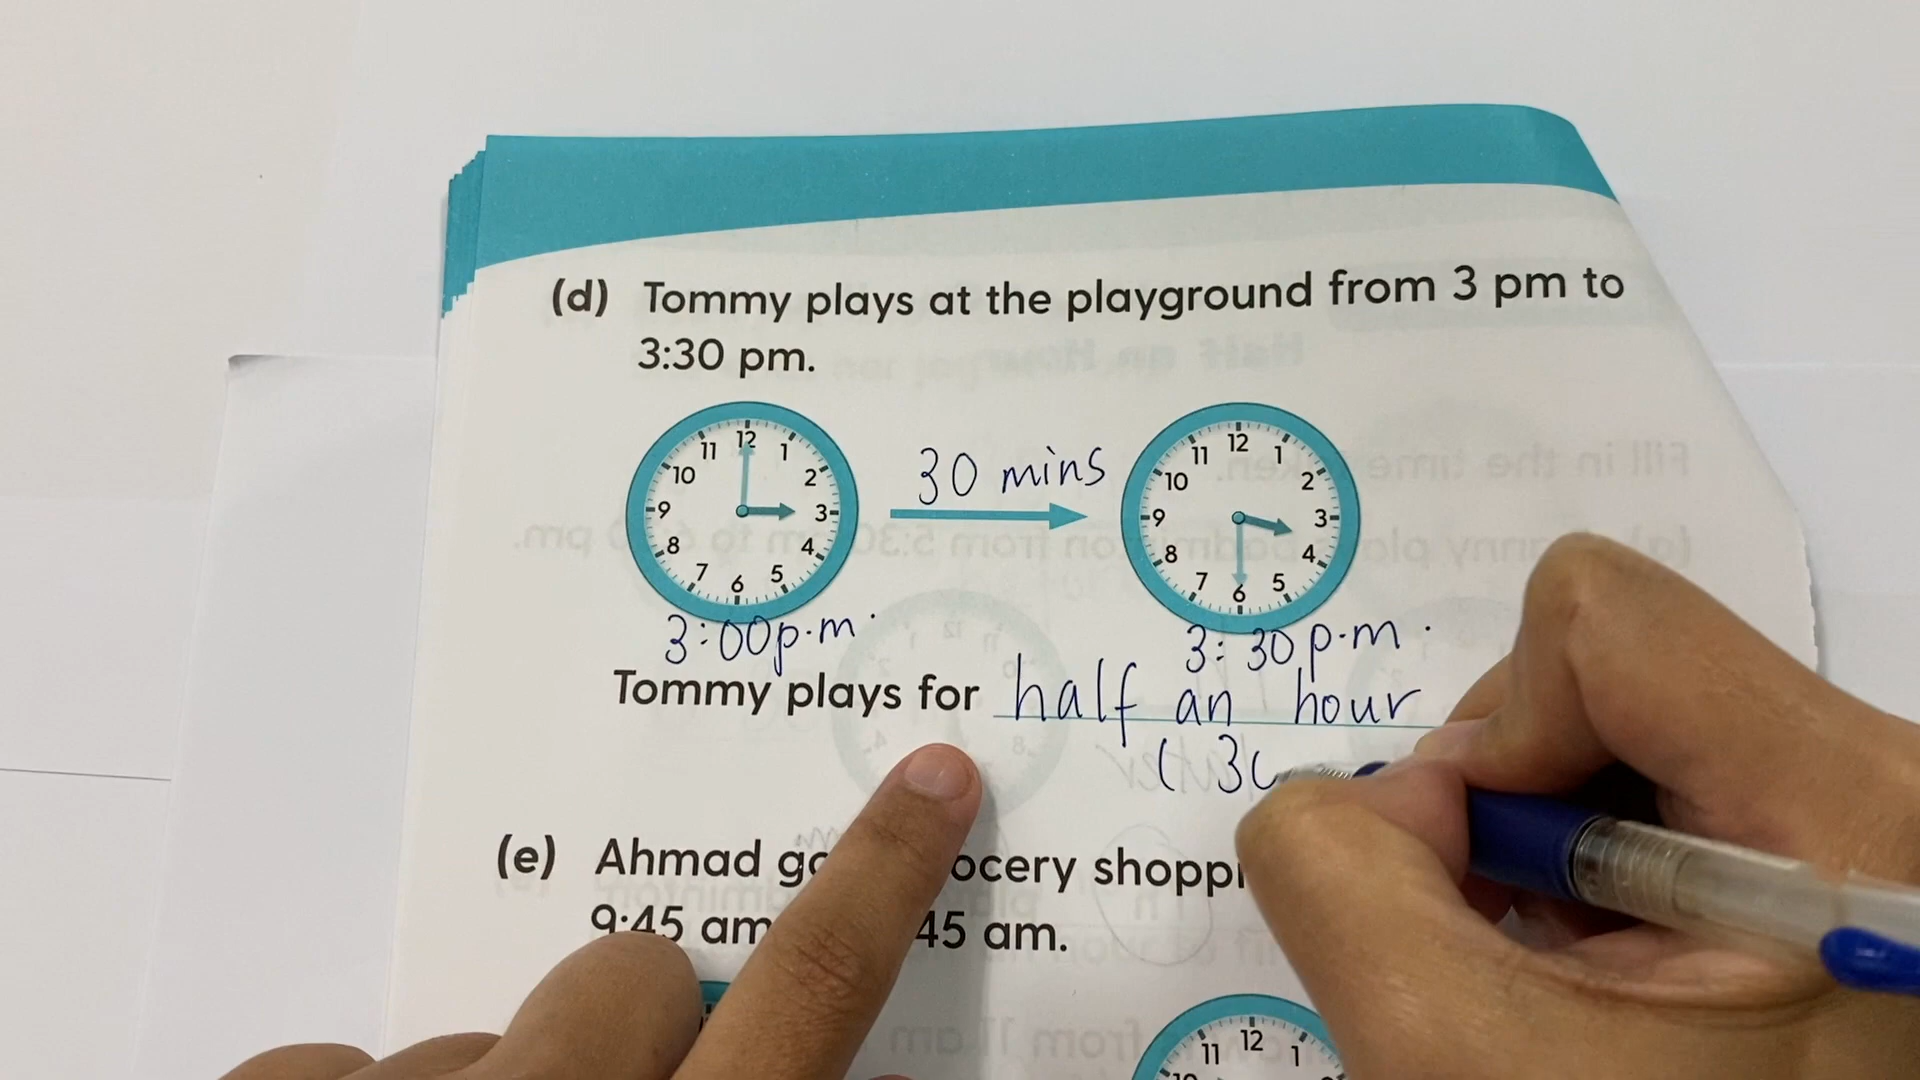 (d) Tommy plays at the playground from 3 pm to
3:30 pm.
12 1 2 3 4 5 6 7 8 9 10 11
30 mins
12 1 2 3 4 5 6 7 8 9 10 11
3:00p.m.
3:30p.m.
Tommy plays for half an hour
(30
(e) Ahmad
9:45 am 45 am.
11 12 1
10